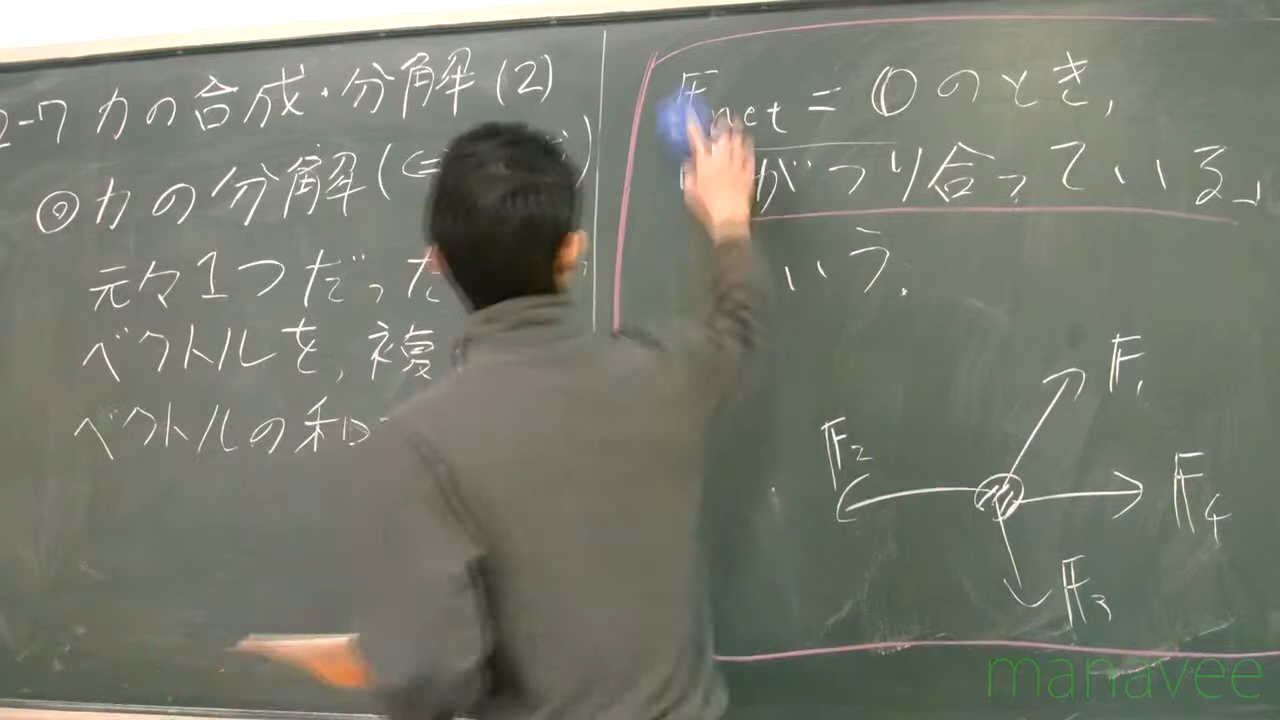 2-7 力の合成・分解(2)
◎力の分解(⇔
元々1つだった
ベクトルを,複
ベクトルの和
𝔽net = 𝟘のとき,
がつり合っている」
いう.
𝔽1
𝔽2
𝔽4
𝔽3
manavee